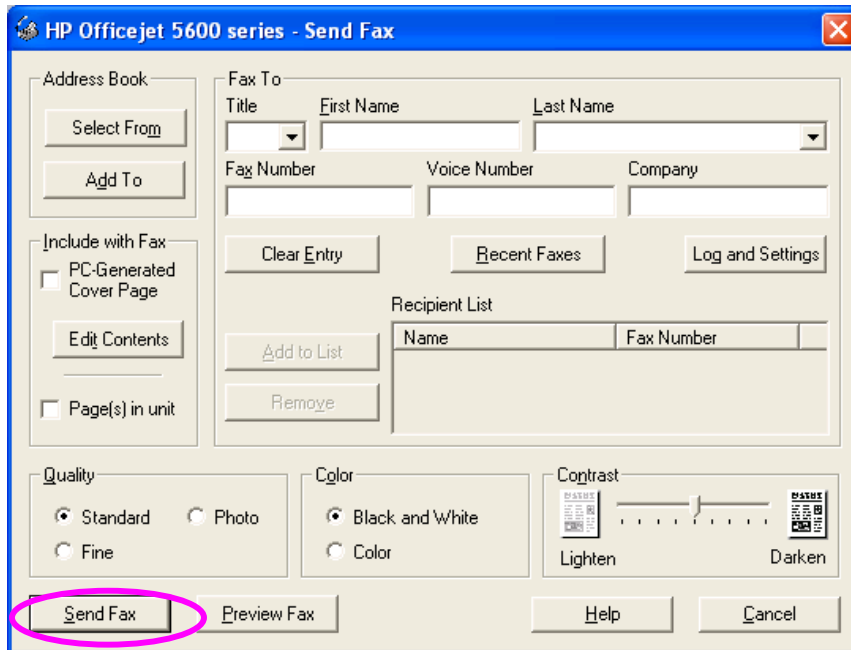 HP Officejet 5600 series - Send Fax
Address Book
Select From
Add To
Fax To
Title First Name Last Name
Fax Number Voice Number Company
Clear Entry Recent Faxes Log and Settings
Include with Fax
PC-Generated
Cover Page
Edit Contents
Page(s) in unit
Recipient List
Name Fax Number
Add to List
Remove
Quality
Standard Photo
Fine
Color
Black and White
Color
Contrast
Lighten Darken
Send Fax Preview Fax Help Cancel